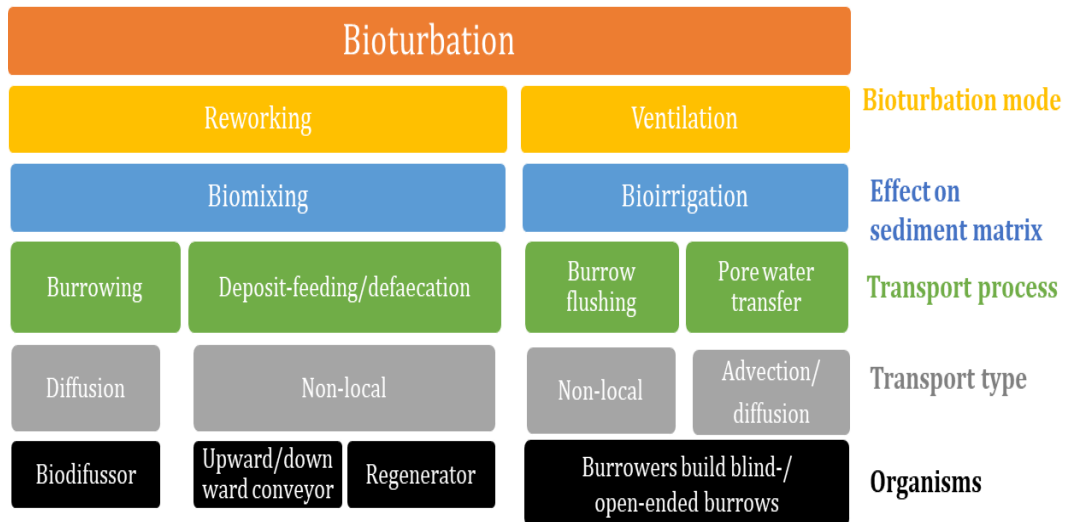 Bioturbation
Reworking
Ventilation
Bioturbation mode
Biomixing
Bioirrigation
Effect on
sediment matrix
Burrowing
Deposit-feeding/defaecation
Burrow
flushing
Pore water
transfer
Transport process
Diffusion
Non-local
Non-local
Advection/
diffusion
Transport type
Biodifussor
Upward/down
ward conveyor
Regenerator
Burrowers build blind-/
open-ended burrows
Organisms